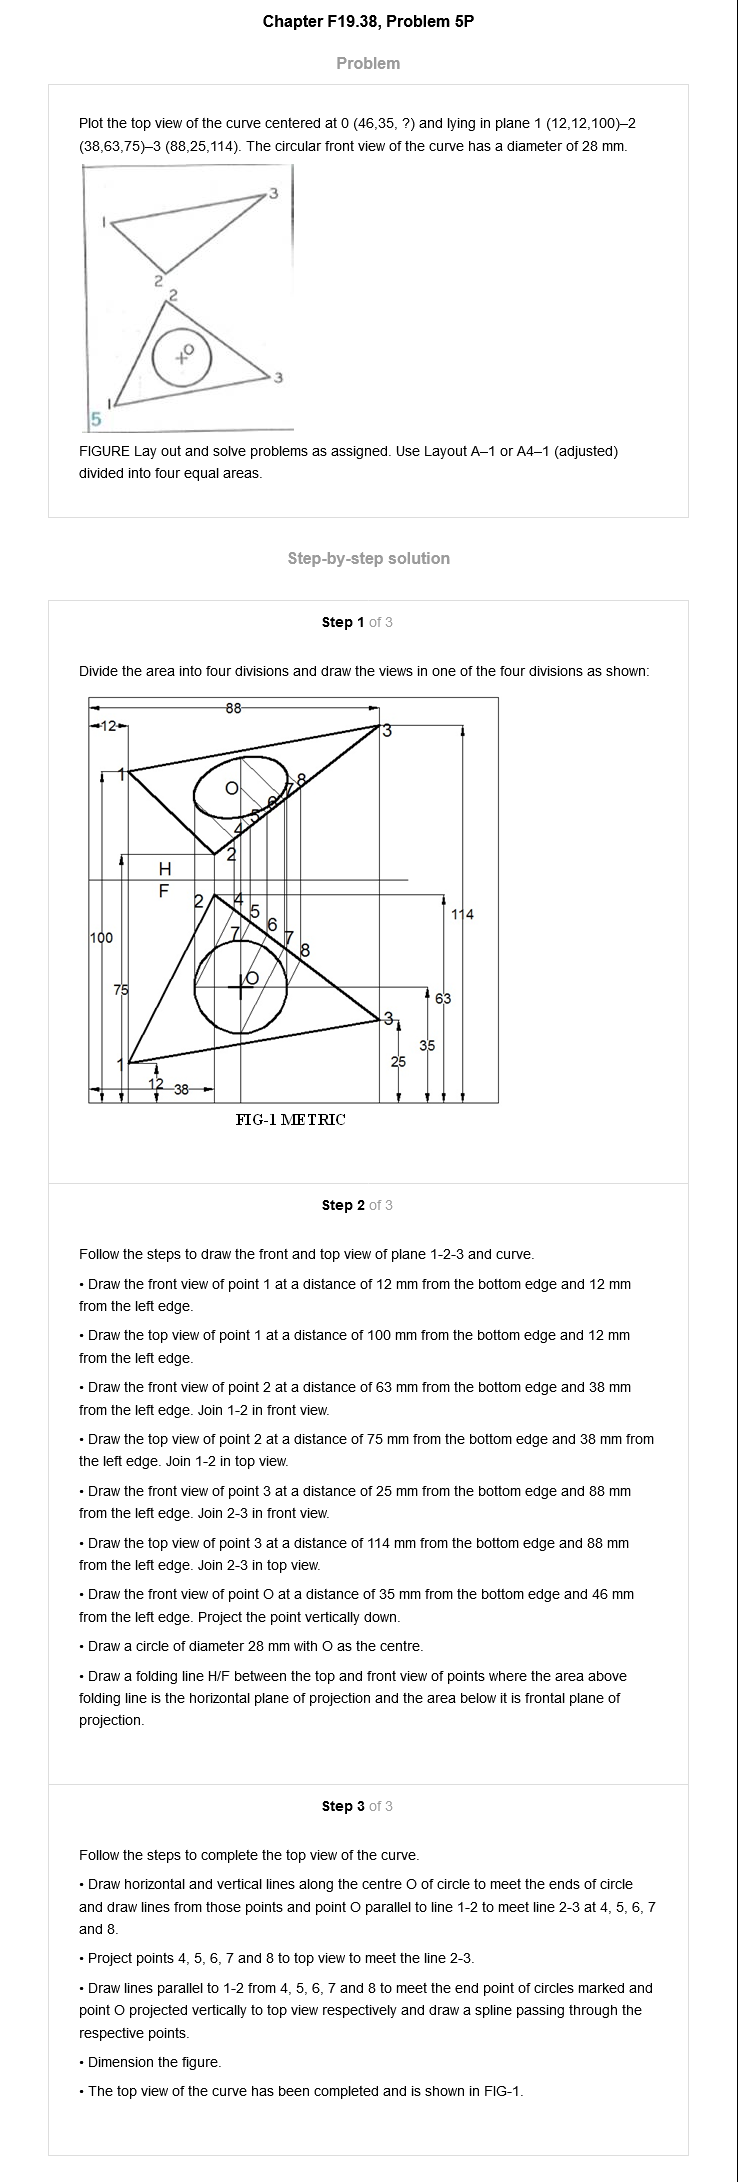 Chapter F19.38, Problem 5P
Problem
Plot the top view of the curve centered at 0 (46,35, ?) and lying in plane 1 (12,12,100)–2
(38,63,75)–3 (88,25,114). The circular front view of the curve has a diameter of 28 mm.
3
1
2
2
O
3
1
5
FIGURE Lay out and solve problems as assigned. Use Layout A–1 or A4–1 (adjusted)
divided into four equal areas.
Step-by-step solution
Step 1 of 3
Divide the area into four divisions and draw the views in one of the four divisions as shown:
88
12
3
1
8
O
7
6
5
4
2
H
F
2
4
114
5
6
7
7
100
8
O
75
63
3
35
25
1
12
38
FIG-1 METRIC
Step 2 of 3
Follow the steps to draw the front and top view of plane 1-2-3 and curve.
• Draw the front view of point 1 at a distance of 12 mm from the bottom edge and 12 mm
from the left edge.
• Draw the top view of point 1 at a distance of 100 mm from the bottom edge and 12 mm
from the left edge.
• Draw the front view of point 2 at a distance of 63 mm from the bottom edge and 38 mm
from the left edge. Join 1-2 in front view.
• Draw the top view of point 2 at a distance of 75 mm from the bottom edge and 38 mm from
the left edge. Join 1-2 in top view.
• Draw the front view of point 3 at a distance of 25 mm from the bottom edge and 88 mm
from the left edge. Join 2-3 in front view.
• Draw the top view of point 3 at a distance of 114 mm from the bottom edge and 88 mm
from the left edge. Join 2-3 in top view.
• Draw the front view of point O at a distance of 35 mm from the bottom edge and 46 mm
from the left edge. Project the point vertically down.
• Draw a circle of diameter 28 mm with O as the centre.
• Draw a folding line H/F between the top and front view of points where the area above
folding line is the horizontal plane of projection and the area below it is frontal plane of
projection.
Step 3 of 3
Follow the steps to complete the top view of the curve.
• Draw horizontal and vertical lines along the centre O of circle to meet the ends of circle
and draw lines from those points and point O parallel to line 1-2 to meet line 2-3 at 4, 5, 6, 7
and 8.
• Project points 4, 5, 6, 7 and 8 to top view to meet the line 2-3.
• Draw lines parallel to 1-2 from 4, 5, 6, 7 and 8 to meet the end point of circles marked and
point O projected vertically to top view respectively and draw a spline passing through the
respective points.
• Dimension the figure.
• The top view of the curve has been completed and is shown in FIG-1.